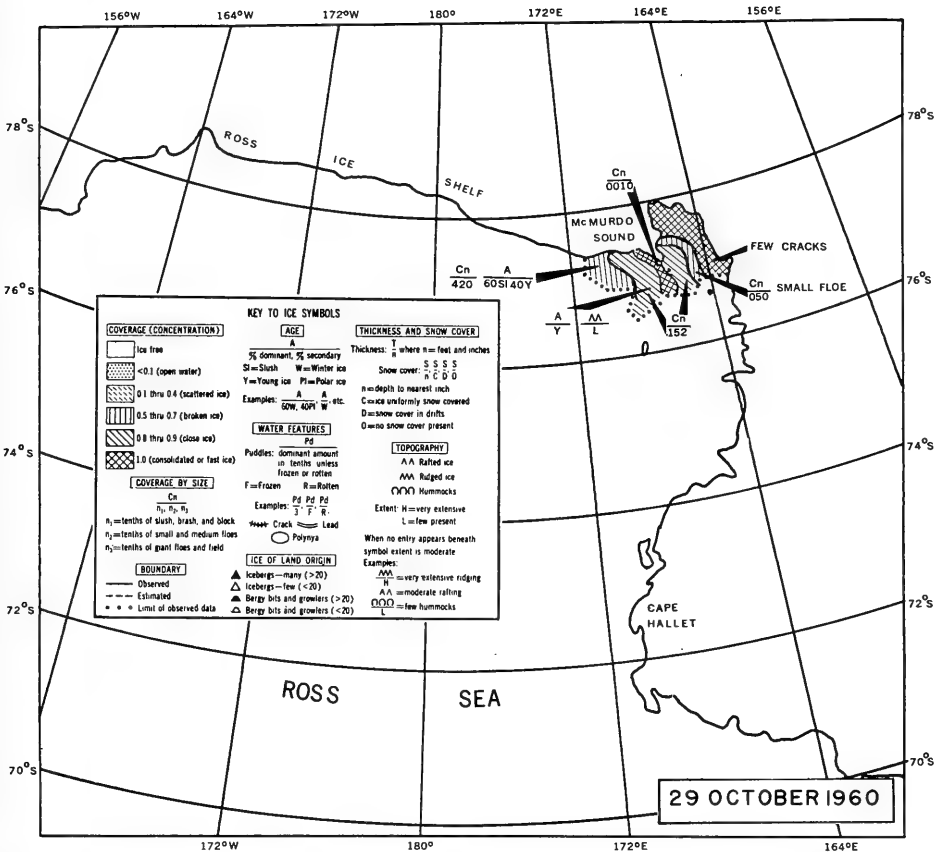 156°W 164°W 172°W 180° 172°E 164°E 156°E
78°S
78°S
ROSS ICE SHELF
Cn
0010
McMURDO
SOUND
FEW CRACKS
Cn A
420 60SI 40Y
76°S
76°S
Cn
050 SMALL FLOE
A
Y
L
Cn
152
KEY TO ICE SYMBOLS
COVERAGE (CONCENTRATION)
Ice free
<0.1 (open water)
0.1 thru 0.4 (scattered ice)
0.5 thru 0.7 (broken ice)
0.8 thru 0.9 (close ice)
1.0 (consolidated or fast ice)
COVERAGE BY SIZE
Cn
n₁, n₂, n₃
n₁=tenths of slush, brash, and block
n₂=tenths of small and medium floes
n₃=tenths of giant floes and field
BOUNDARY
Observed
Estimated
Limit of observed data
AGE
A
% dominant, % secondary
Sl=Slush W=Winter ice
Y=Young ice Pl=Polar ice
Examples: A A
60W, 40Pl, W, etc.
WATER FEATURES
Pd
Puddles: dominant amount
in tenths unless
frozen or rotten
F=Frozen R=Rotten
Examples: Pd, Pd, Pd
3 F R.
Crack Lead
Polynya
ICE OF LAND ORIGIN
Icebergs—many (>20)
Icebergs—few (<20)
Bergy bits and growlers (>20)
Bergy bits and growlers (<20)
THICKNESS AND SNOW COVER
Thickness: T
n where n=feet and inches
Snow cover: S, S, S, S
n C D O
n=depth to nearest inch
C=ice uniformly snow covered
D=snow cover in drifts
O=no snow cover present
TOPOGRAPHY
Rafted ice
Ridged ice
Hummocks
Extent: H=very extensive
L=few present
When no entry appears beneath
symbol extent is moderate
Examples:
H =very extensive ridging
=moderate rafting
L =few hummocks
74°S
74°S
72°S
72°S
CAPE
HALLET
ROSS SEA
70°S
70°S
29 OCTOBER 1960
172°W 180° 172°E 164°E